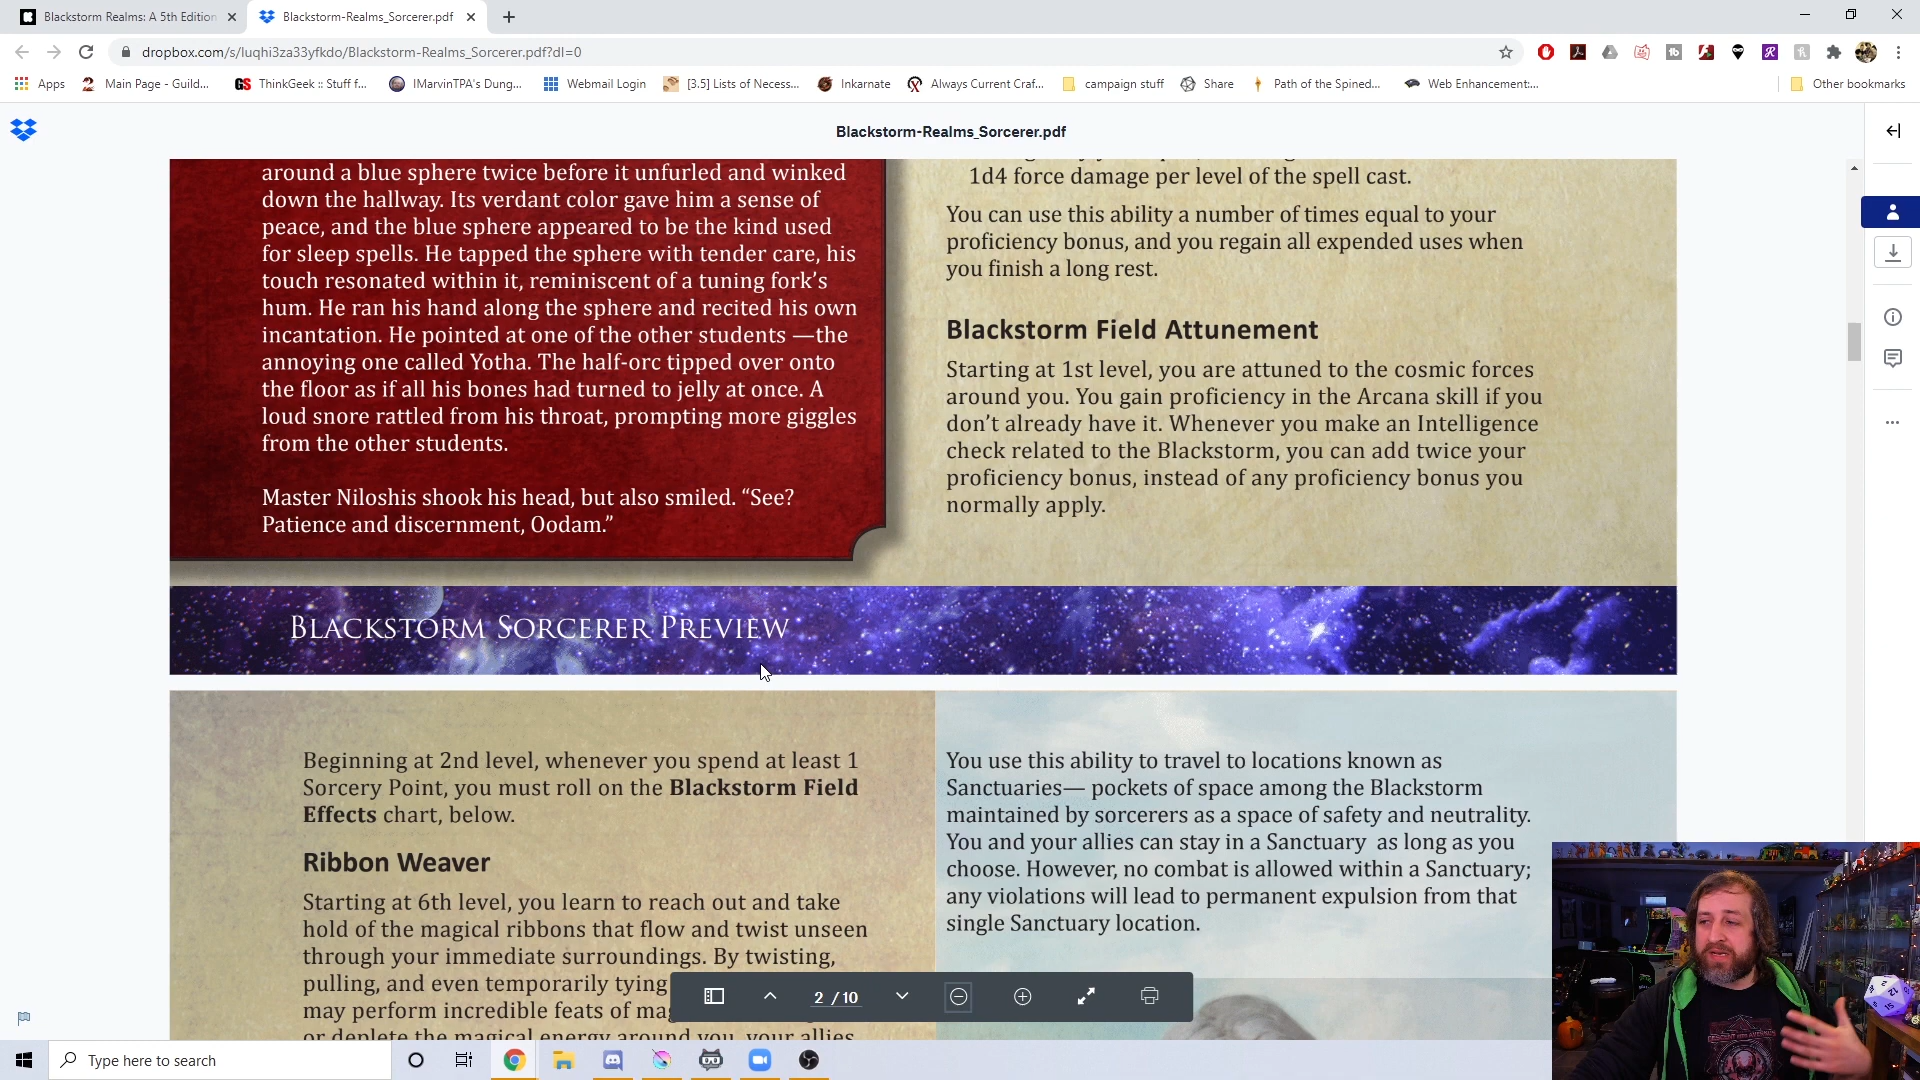 Blackstorm Realms: A 5th Edition
Blackstorm-Realms_Sorcerer.pdf
dropbox.com/s/luqhi3za33yfkdo/Blackstorm-Realms_Sorcerer.pdf?dl=0
Apps
Main Page - Guild...
ThinkGeek :: Stuff f...
IMarvinTPA's Dung...
Webmail Login
[3.5] Lists of Necess...
Inkarnate
Always Current Craf...
campaign stuff
Share
Path of the Spined...
Web Enhancement:...
Other bookmarks
Blackstorm-Realms_Sorcerer.pdf
around a blue sphere twice before it unfurled and winked
down the hallway. Its verdant color gave him a sense of
peace, and the blue sphere appeared to be the kind used
for sleep spells. He tapped the sphere with tender care, his
touch resonated within it, reminiscent of a tuning fork's
hum. He ran his hand along the sphere and recited his own
incantation. He pointed at one of the other students —the
annoying one called Yotha. The half-orc tipped over onto
the floor as if all his bones had turned to jelly at once. A
loud snore rattled from his throat, prompting more giggles
from the other students.
Master Niloshis shook his head, but also smiled. “See?
Patience and discernment, Oodam.”
1d4 force damage per level of the spell cast.
You can use this ability a number of times equal to your
proficiency bonus, and you regain all expended uses when
you finish a long rest.
Blackstorm Field Attunement
Starting at 1st level, you are attuned to the cosmic forces
around you. You gain proficiency in the Arcana skill if you
don’t already have it. Whenever you make an Intelligence
check related to the Blackstorm, you can add twice your
proficiency bonus, instead of any proficiency bonus you
normally apply.
Blackstorm Sorcerer Preview
Beginning at 2nd level, whenever you spend at least 1
Sorcery Point, you must roll on the Blackstorm Field
Effects chart, below.
Ribbon Weaver
Starting at 6th level, you learn to reach out and take
hold of the magical ribbons that flow and twist unseen
through your immediate surroundings. By twisting,
pulling, and even temporarily tying
may perform incredible feats of
or deplete the magical energy around you, your allies
You use this ability to travel to locations known as
Sanctuaries— pockets of space among the Blackstorm
maintained by sorcerers as a space of safety and neutrality.
You and your allies can stay in a Sanctuary as long as you
choose. However, no combat is allowed within a Sanctuary;
any violations will lead to permanent expulsion from that
single Sanctuary location.
2 / 10
Type here to search